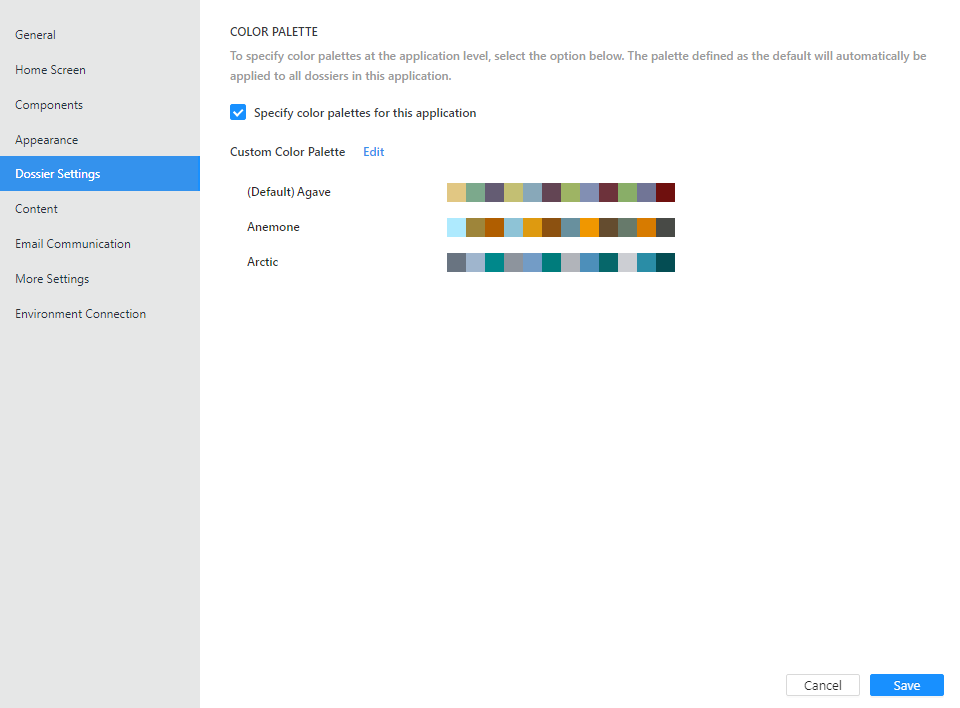 General
Home Screen
Components
Appearance
Dossier Settings
Content
Email Communication
More Settings
Environment Connection
COLOR PALETTE
To specify color palettes at the application level, select the option below. The palette defined as the default will automatically be
applied to all dossiers in this application.
Specify color palettes for this application
Custom Color Palette Edit
(Default) Agave
Anemone
Arctic
Cancel Save